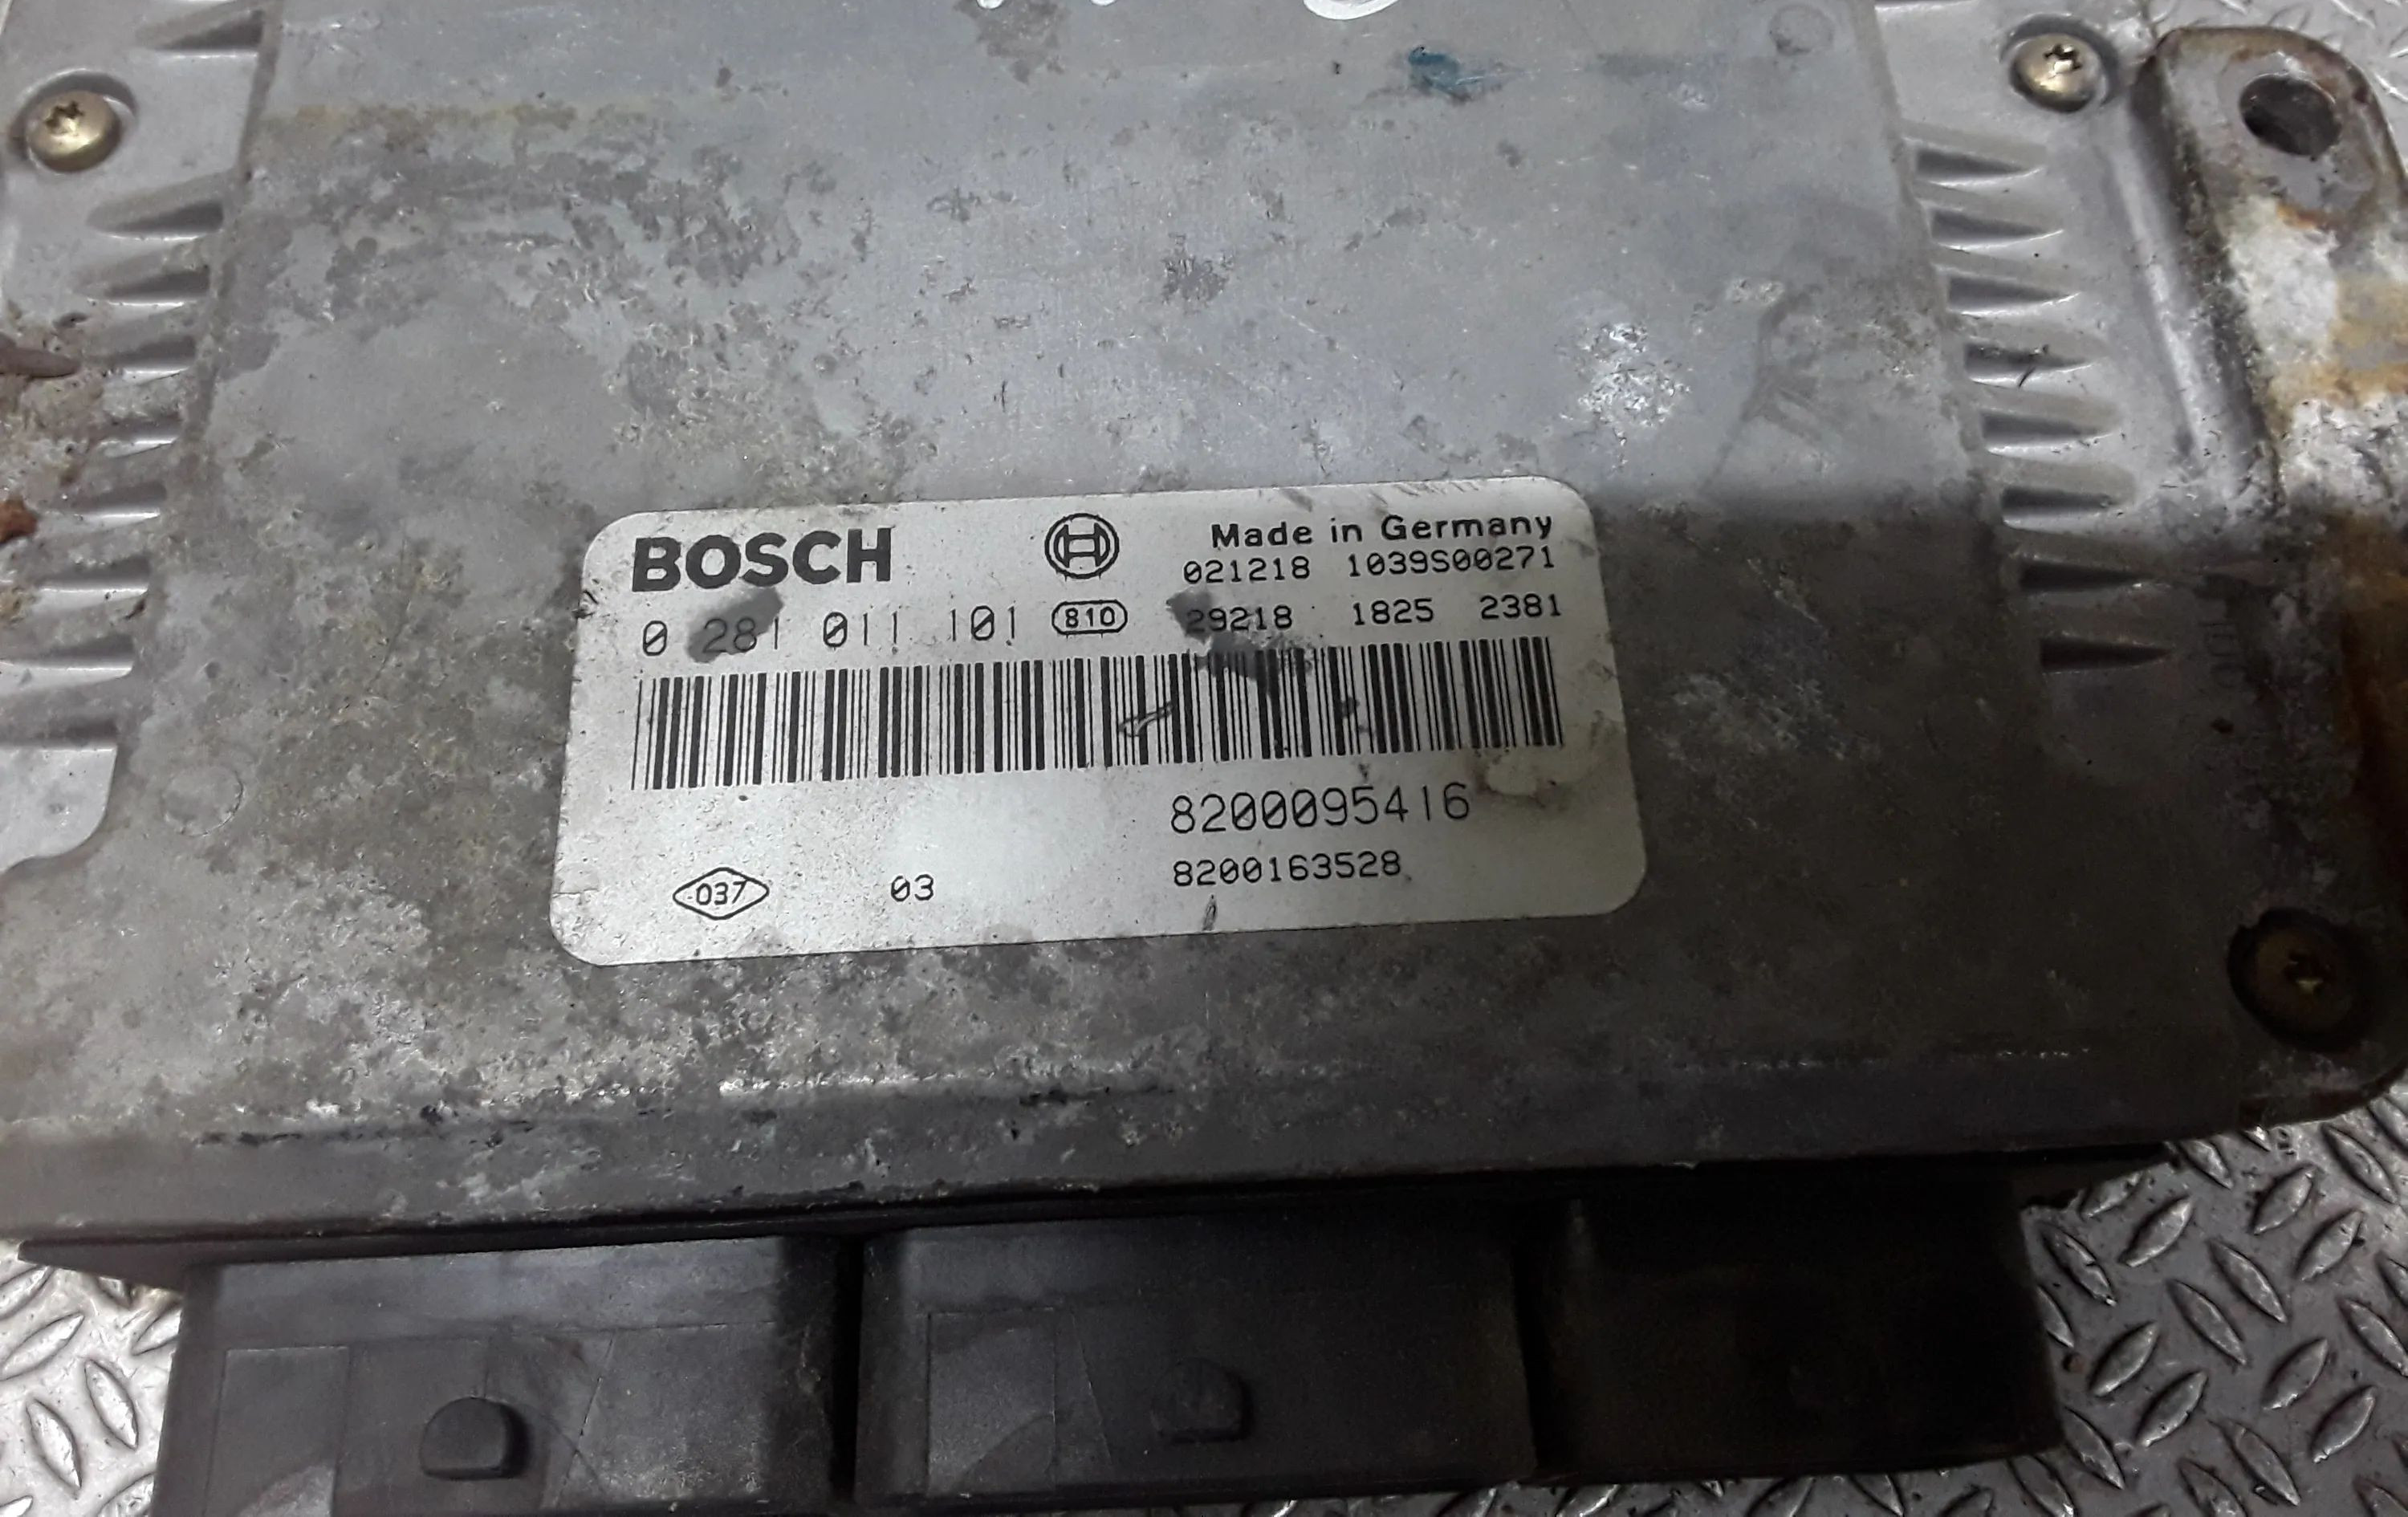 BOSCH
Made in Germany
021218 1039S00271
0 281 011 101 810 29218 1825 2381
8200095416
037 03 8200163528